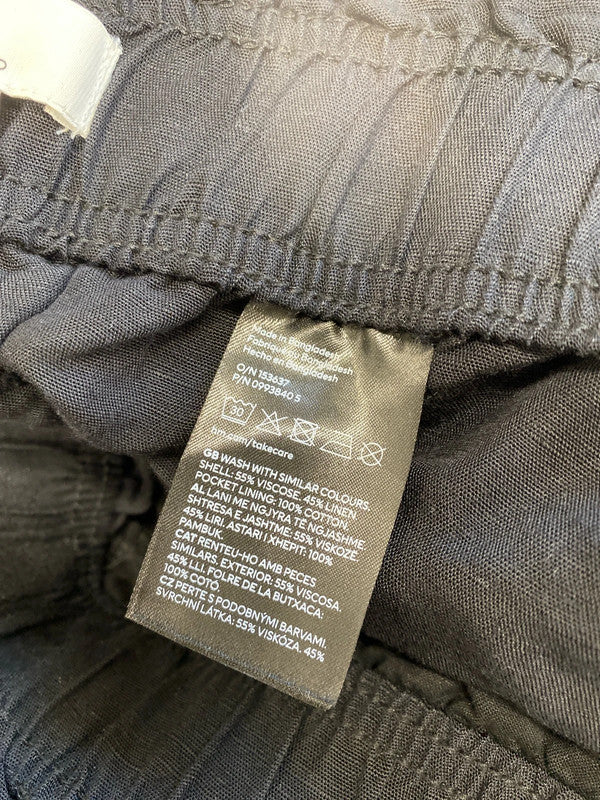 Made in Bangladesh
Fabriqué au Bangladesh
Hecho en Bangladesh
O/N 153637
P/N 0993840 5
30
hm.com/takecare
GB WASH WITH SIMILAR COLOURS.
SHELL: 55% VISCOSE. 45% LINEN.
POCKET LINING: 100% COTTON.
AL LANI ME NGJYRA TË NGJASHME.
SHTRESA E JASHTME: 55% VISKOZË.
45% LIRI. ASTARI I XHEPIT: 100%
PAMBUK.
CAT RENTEU-HO AMB PECES
SIMILARS. EXTERIOR: 55% VISCOSA.
45% LLI. FOLRE DE LA BUTXACA:
100% COTÓ.
CZ PERTE S PODOBNÝMI BARVAMI.
SVRCHNÍ LÁTKA: 55% VISKÓZA. 45%